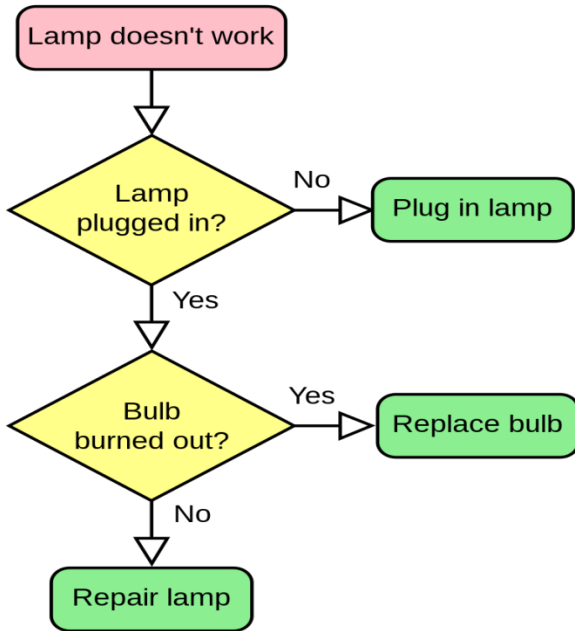 Lamp doesn't work
Lamp
plugged in?
No
Plug in lamp
Yes
Bulb
burned out?
Yes
Replace bulb
No
Repair lamp